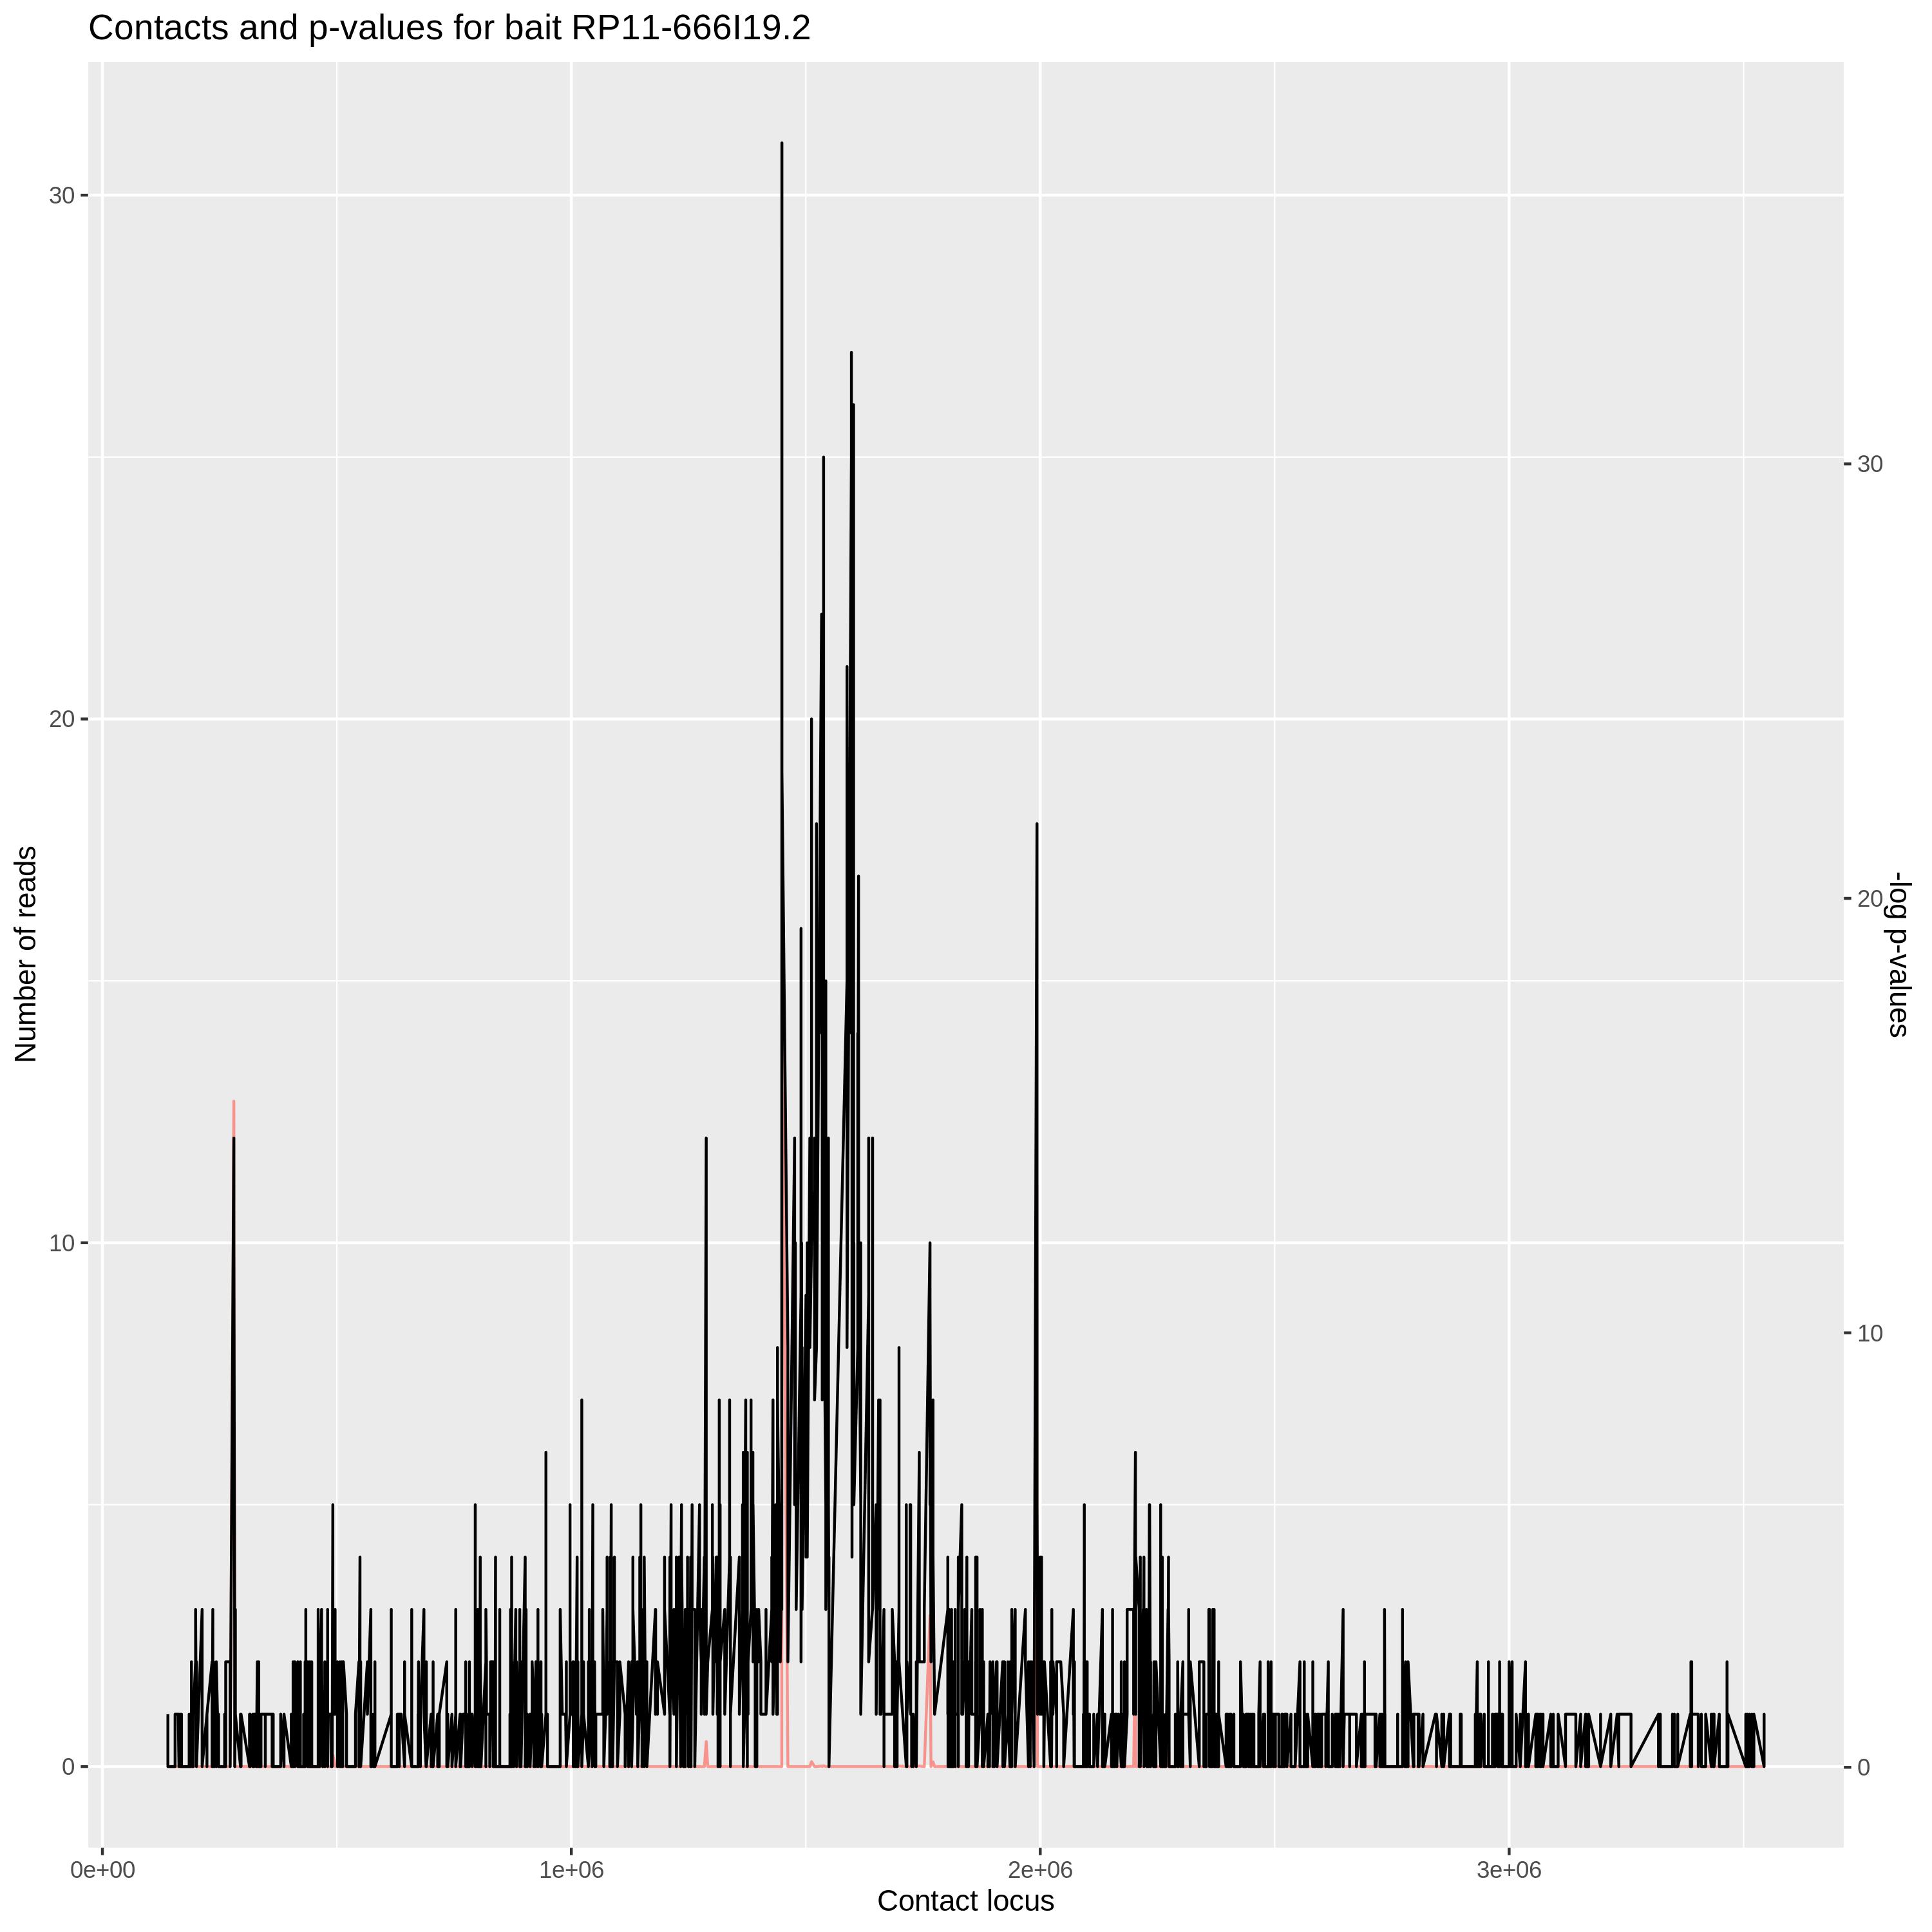 Contacts and p-values for bait RP11-666I19.2
30
20
10
0
Number of reads
30
20
10
0
-log p-values
0e+00 1e+06 2e+06 3e+06
Contact locus